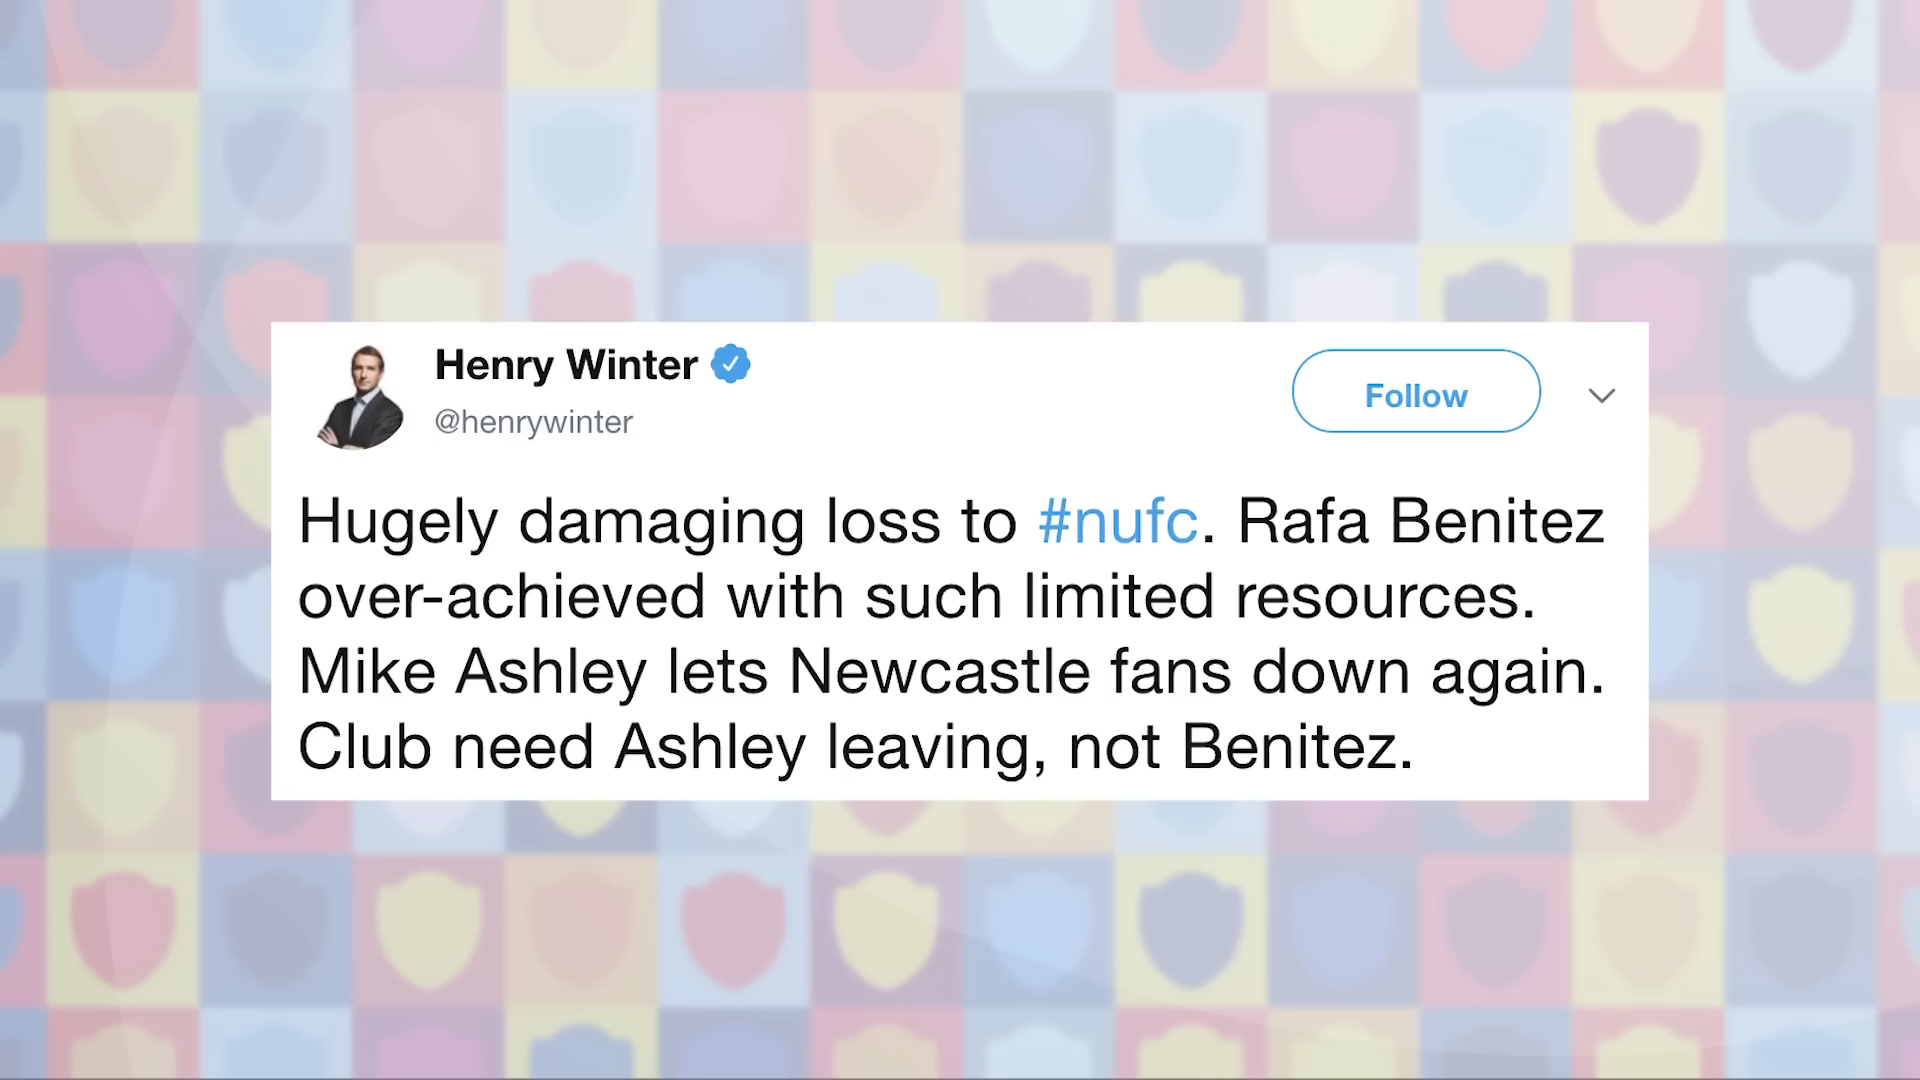 Henry Winter
@henrywinter
Follow
Hugely damaging loss to #nufc. Rafa Benitez
over-achieved with such limited resources.
Mike Ashley lets Newcastle fans down again.
Club need Ashley leaving, not Benitez.